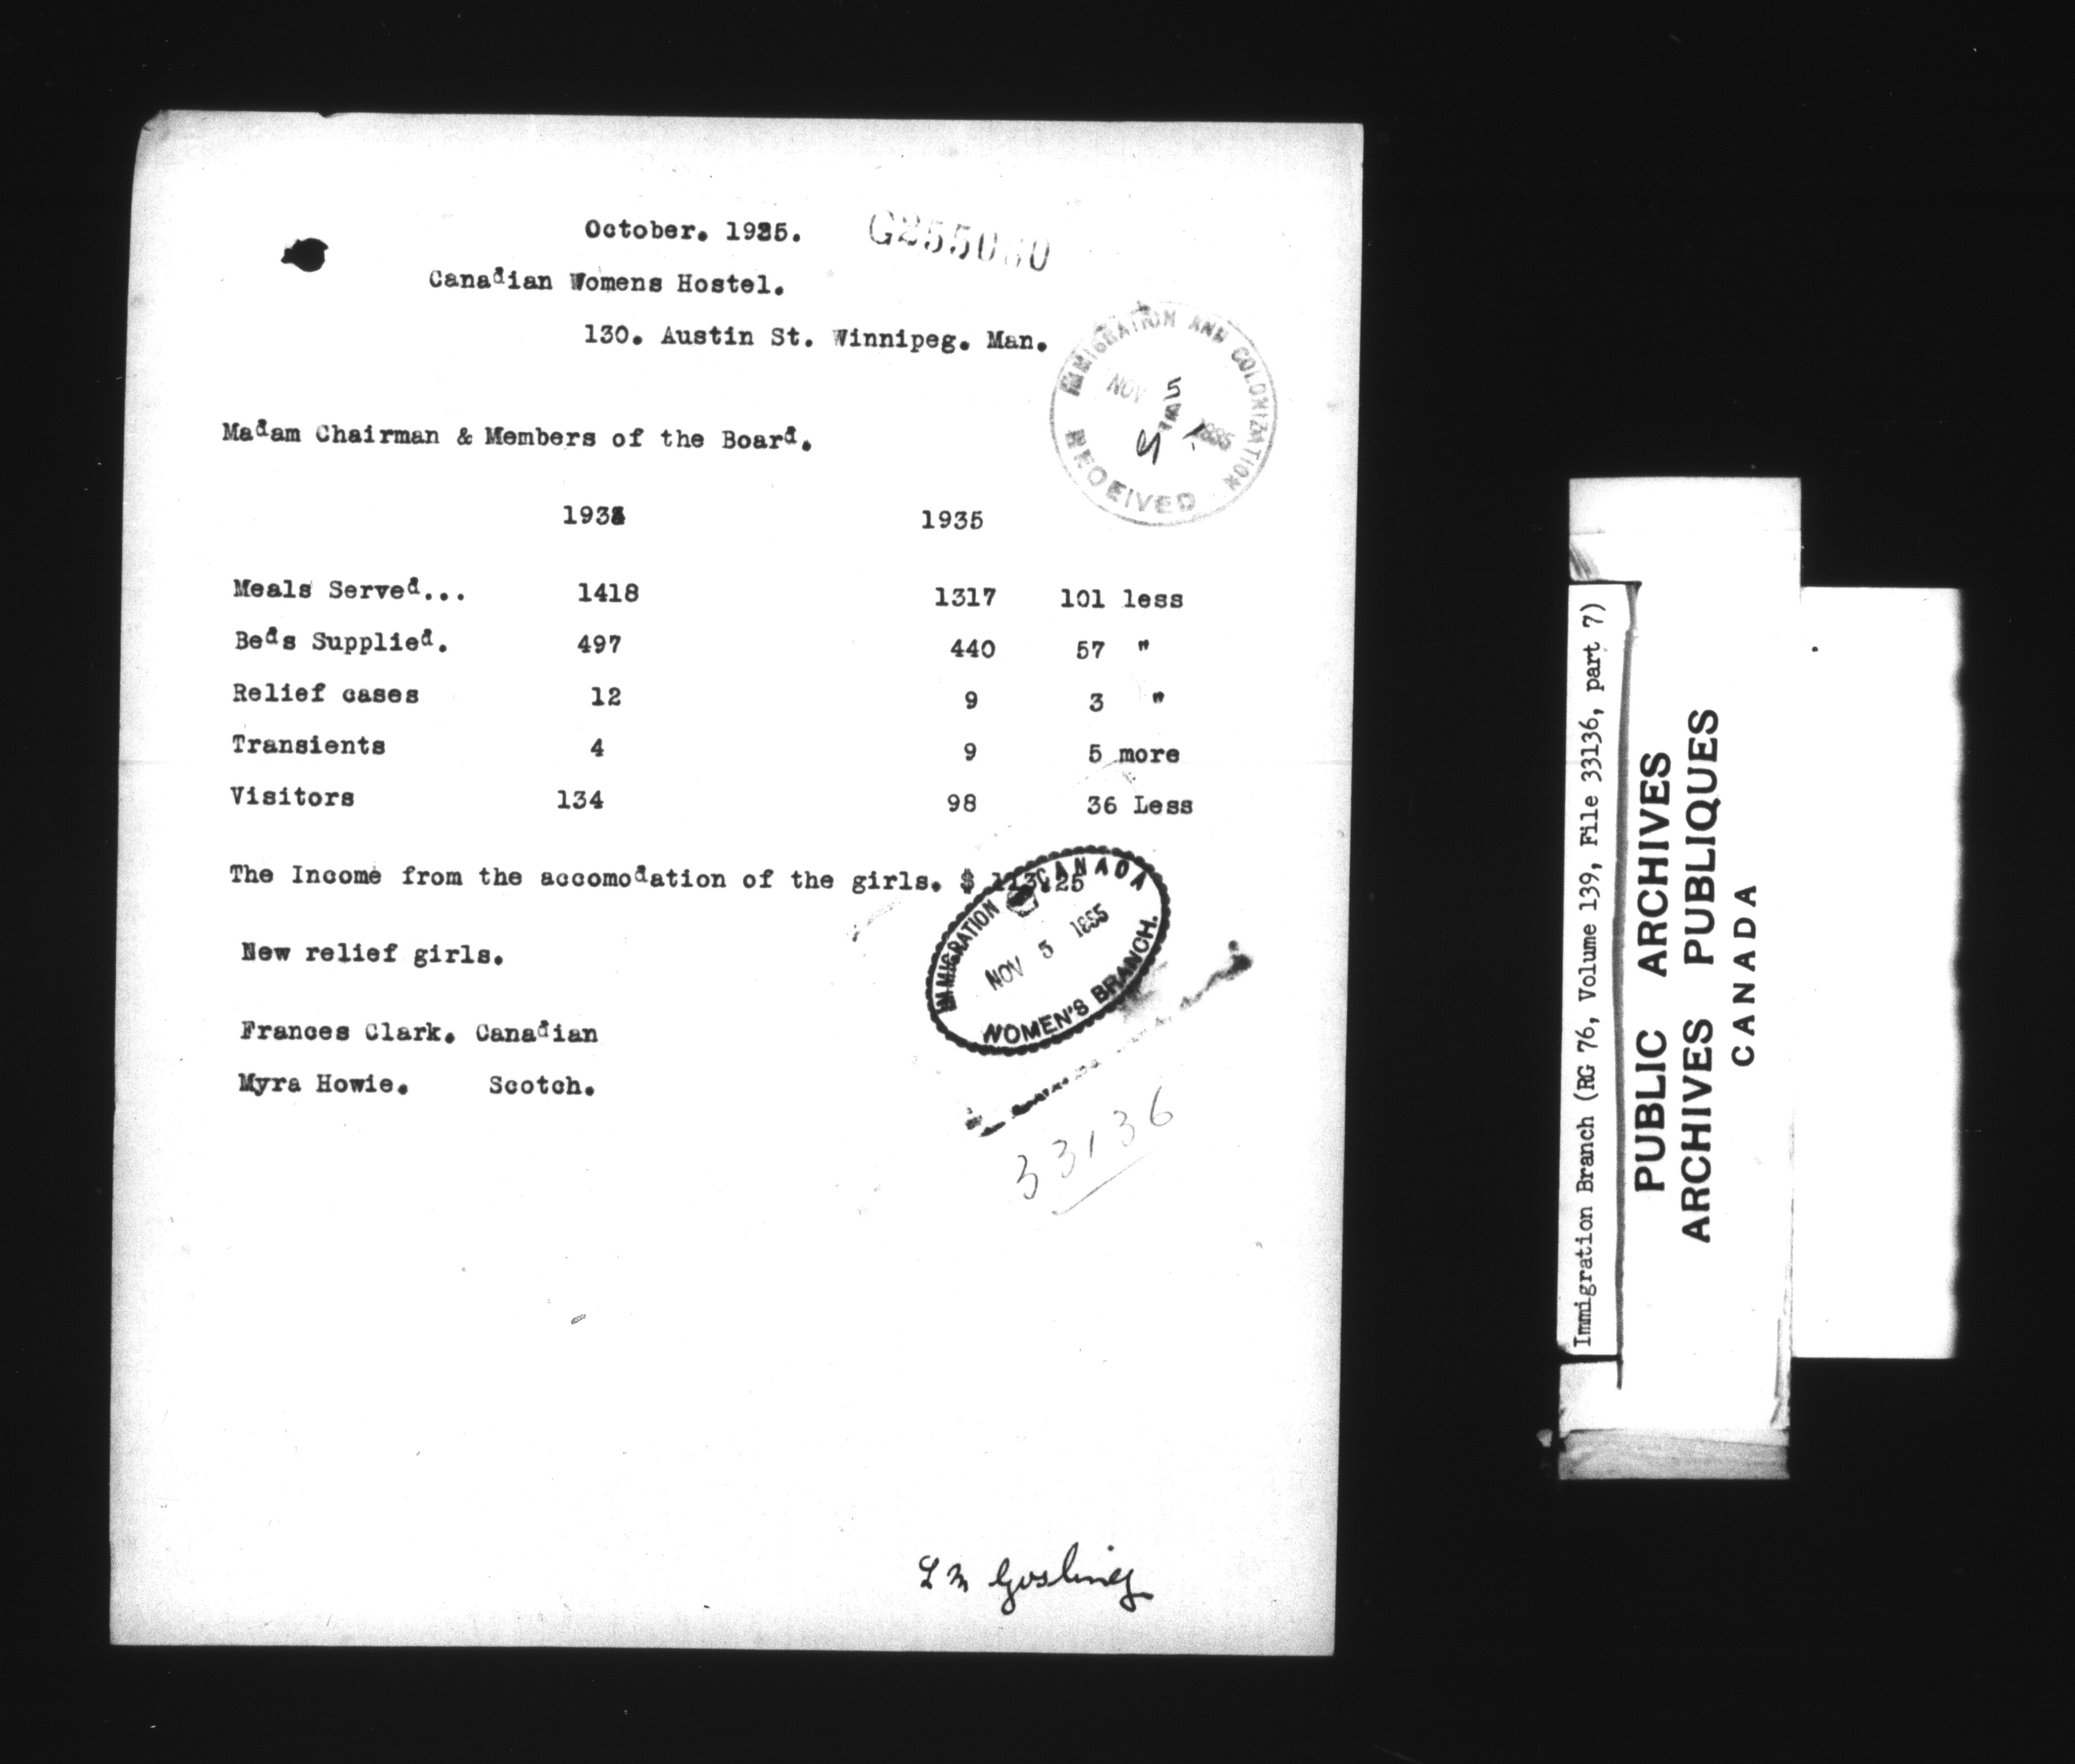 October. 1935.
Canadian Womens Hostel.
130. Austin St. Winnipeg. Man.
IMMIGRATION AND COLONIZATION
NOV 5
RECEIVED
Madam Chairman & Members of the Board.
1934 1935
Meals Served... 1418 1317 101 less
Beds Supplied. 497 440 57 "
Relief cases 12 9 3 "
Transients 4 9 5 more
Visitors 134 98 36 Less
The Income from the accomodation of the girls. $ 113.25
IMMIGRATION CANADA
NOV 5 1935
WOMEN'S BRANCH.
New relief girls.
Frances Clark. Canadian
Myra Howie. Scotch.
33136
L M Gosling
Immigration Branch (RG 76, Volume 139, File 33136, part 7)
PUBLIC ARCHIVES
ARCHIVES PUBLIQUES
CANADA